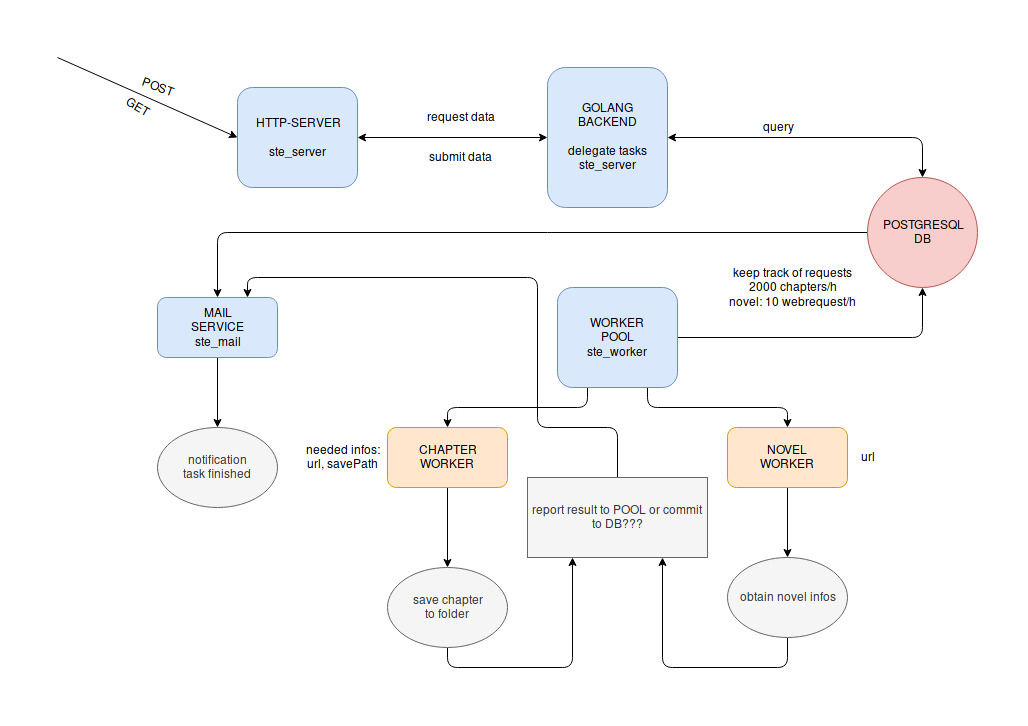 POST
GET
HTTP-SERVER
ste_server
request data
submit data
GOLANG
BACKEND
delegate tasks
ste_server
query
POSTGRESQL
DB
keep track of requests
2000 chapters/h
novel: 10 webrequest/h
MAIL
SERVICE
ste_mail
WORKER
POOL
ste_worker
notification
task finished
needed infos:
url, savePath
CHAPTER
WORKER
NOVEL
WORKER
url
report result to POOL or commit
to DB???
save chapter
to folder
obtain novel infos